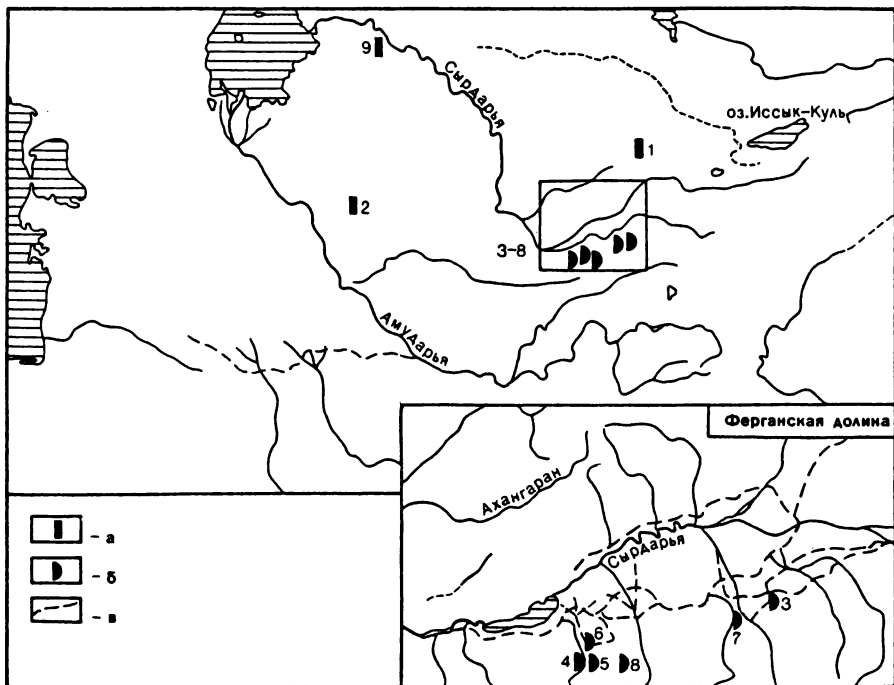 9
Сырдарья
оз.Иссык-Куль
1
2
3-8
Амударья
Ферганская долина
Ахангаран
Сырдарья
3
7
6
4
5
8
- а
- б
- в